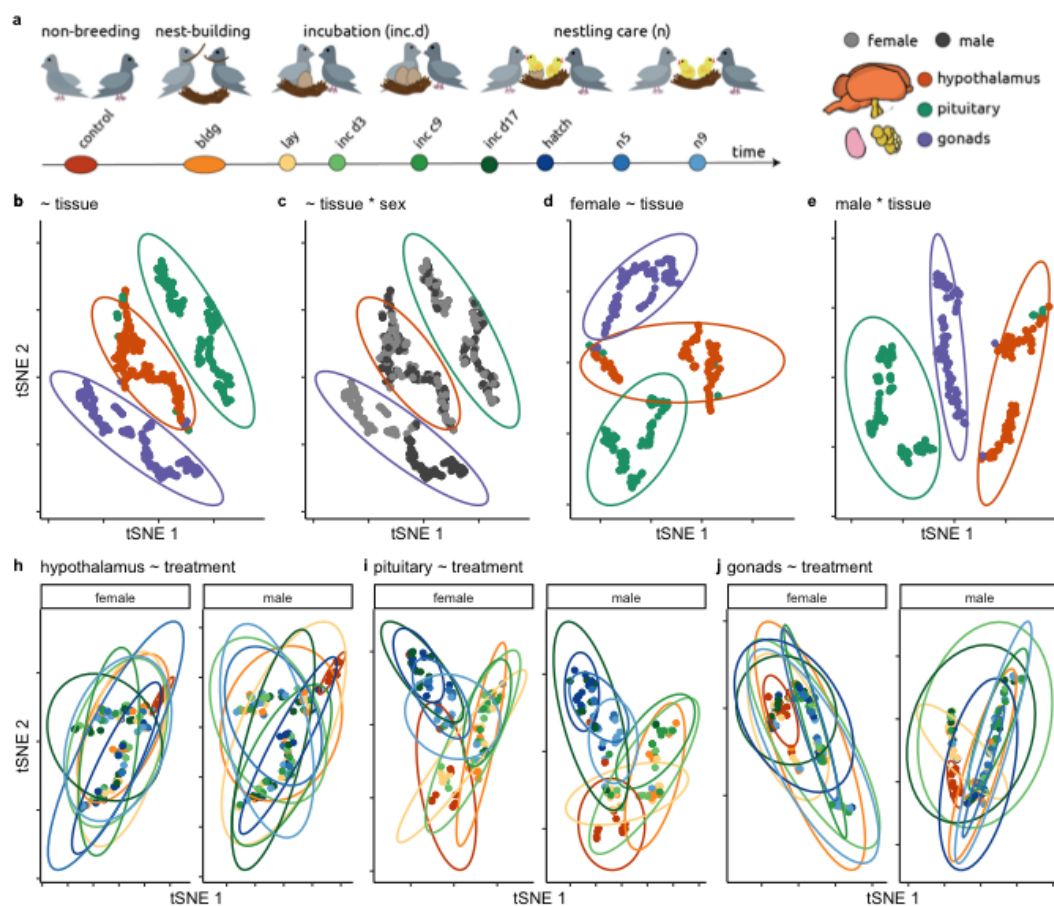 a
non-breeding nest-building incubation (inc.d) nestling care (n)
female male
hypothalamus
pituitary
gonads
control bldg lay inc d3 inc c9 inc d17 hatch n5 n9 time
b ~ tissue c ~ tissue * sex d female ~ tissue e male * tissue
tSNE 2
tSNE 1 tSNE 1 tSNE 1 tSNE 1
h hypothalamus ~ treatment i pituitary ~ treatment j gonads ~ treatment
female male female male female male
tSNE 2
tSNE 1 tSNE 1 tSNE 1